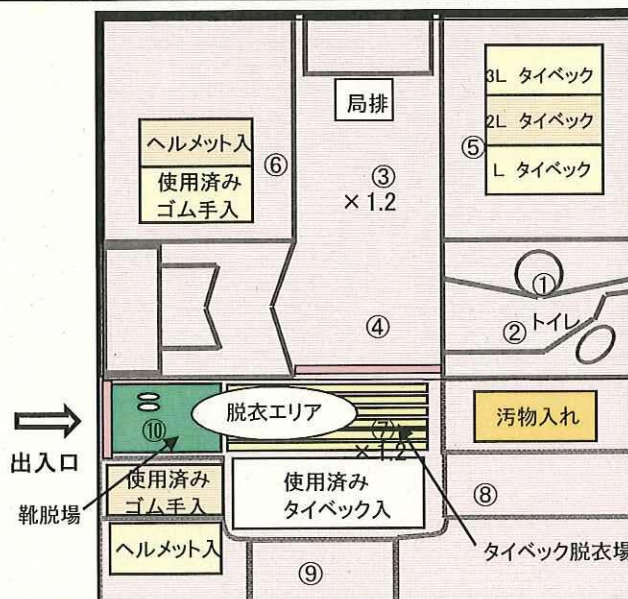 局排
3L タイベック
2L タイベック
L タイベック
⑤
ヘルメット入
使用済み
ゴム手入
⑥
③
×1.2
①
②
トイレ
④
出入口
⑩
脱衣エリア
⑦
×1.2
汚物入れ
靴脱場
使用済み
ゴム手入
使用済み
タイベック入
⑧
ヘルメット入
タイベック脱衣場
⑨